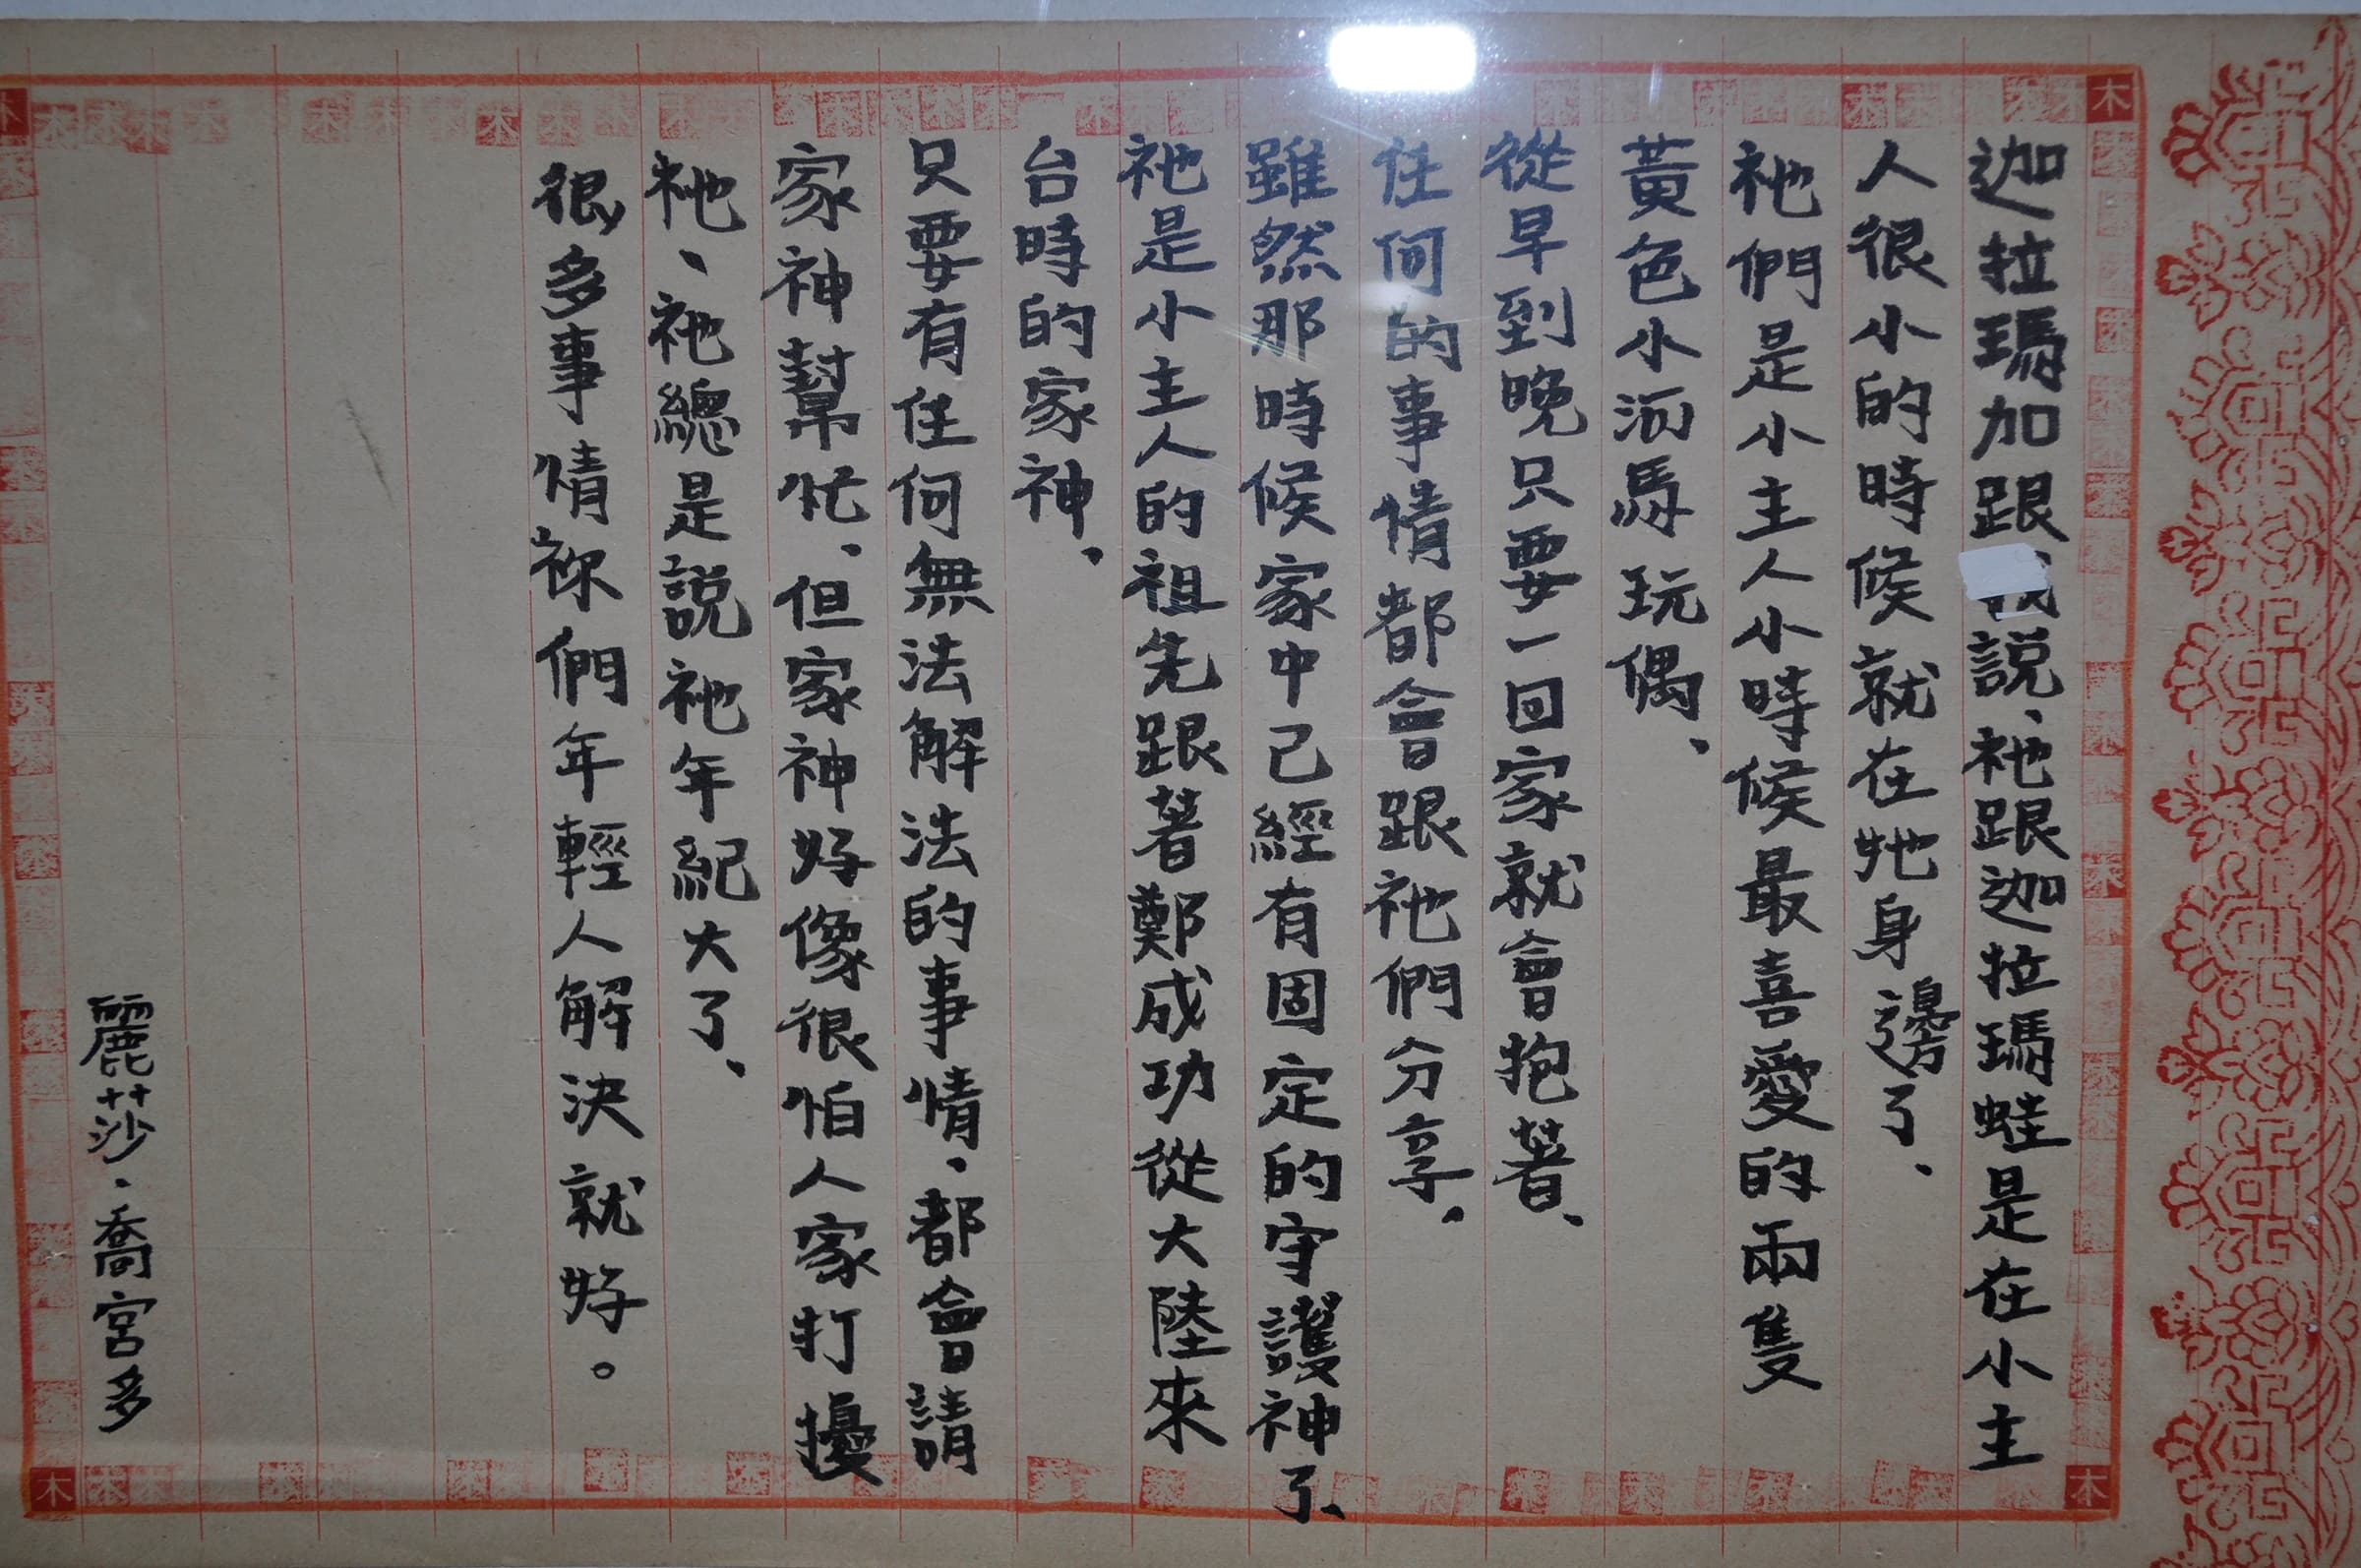 迦拉瑪加跟我說、祂跟迦拉瑪蛙是在小主
人很小的時候就在牠身邊了、
祂們是小主人小時候最喜愛的兩隻
黃色小河馬玩偶、
從早到晚只要一回家就會抱著、
任何的事情都會跟祂們分享、
雖然那時候家中已經有固定的守護神了、
祂是小主人的祖先跟著鄭成功從大陸來
台時的家神、
只要有任何無法解法的事情、都會請
家神幫忙、但家神好像很怕人家打擾
祂、祂總是說祂年紀大了、
很多事情祢們年輕人解決就好。
麗莎、喬宮多